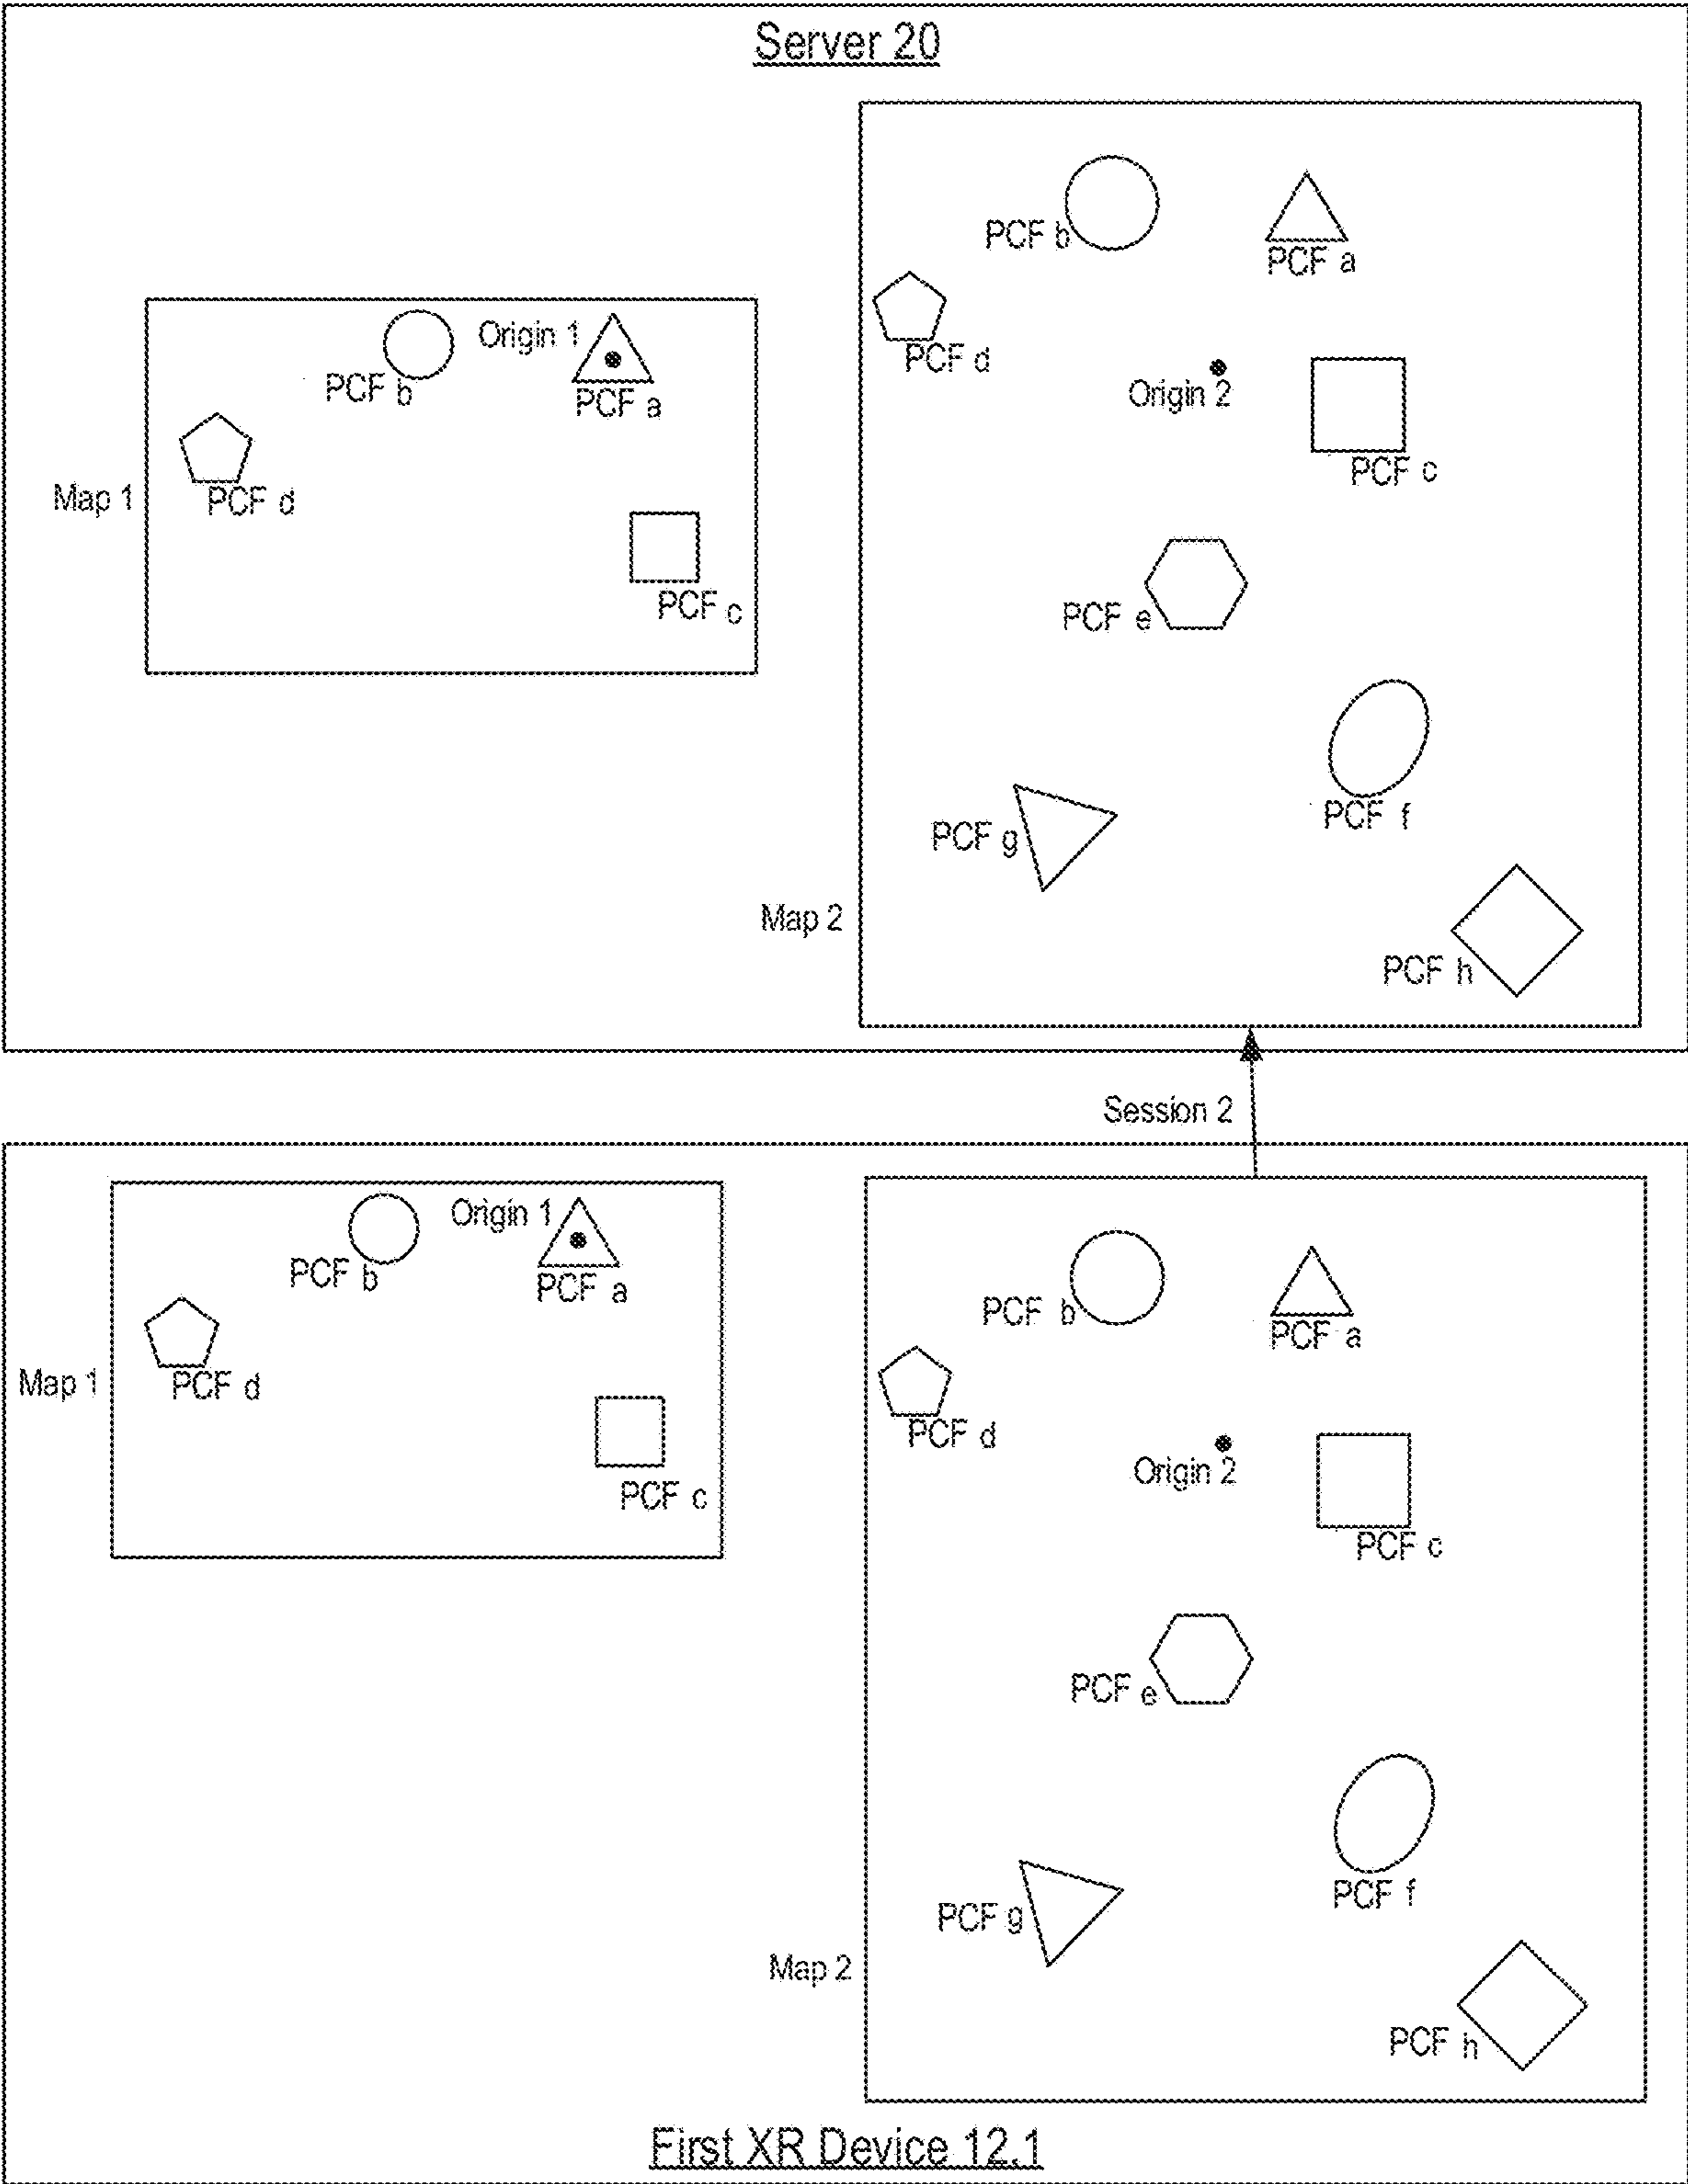 Server 20
PCF b
PCF a
PCF d
Origin 2
PCF c
PCF e
PCF f
PCF g
Map 2
PCF h
Origin 1
PCF b
PCF a
Map 1
PCF d
PCF c
Session 2
Origin 1
PCF b
PCF a
Map 1
PCF d
PCF c
PCF b
PCF a
PCF d
Origin 2
PCF c
PCF e
PCF f
PCF g
Map 2
PCF h
First XR Device 12.1